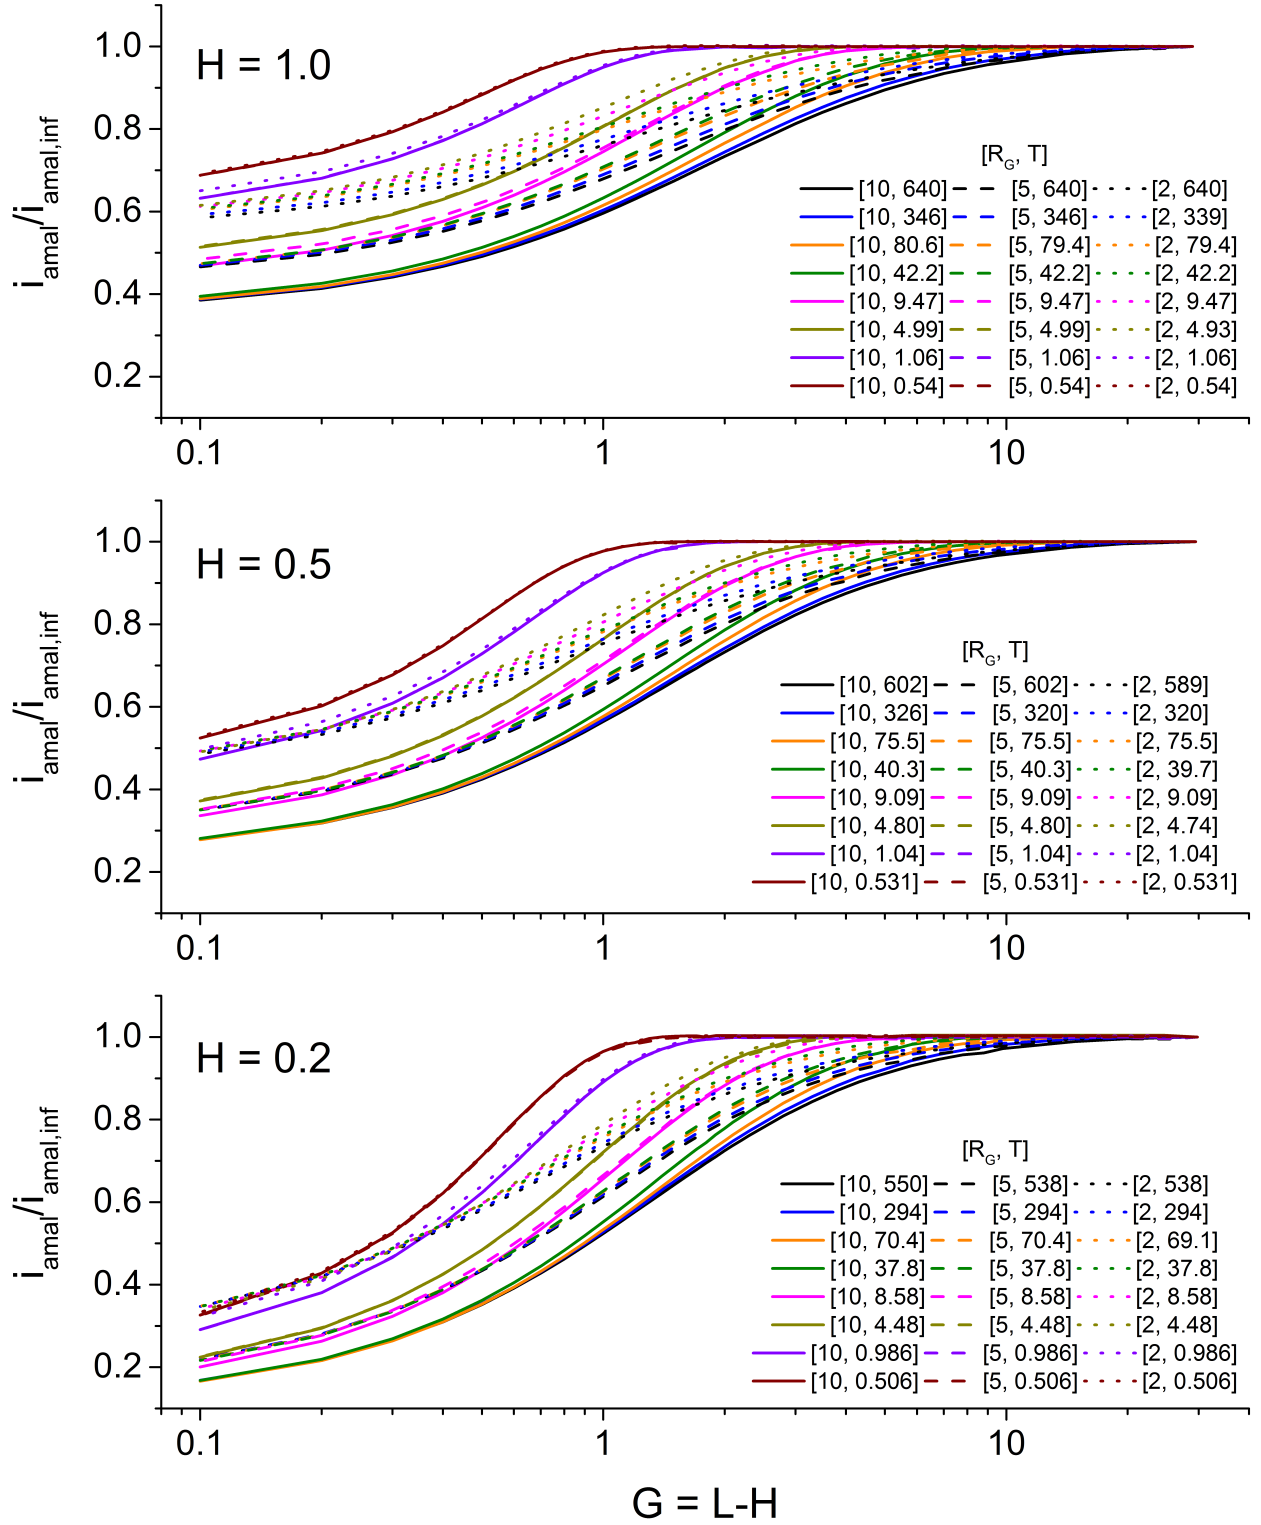 H = 1.0
i_amal/i_amal,inf
1.0
0.8
0.6
0.4
0.2
[R_G, T]
[10, 640] [5, 640] [2, 640]
[10, 346] [5, 346] [2, 339]
[10, 80.6] [5, 79.4] [2, 79.4]
[10, 42.2] [5, 42.2] [2, 42.2]
[10, 9.47] [5, 9.47] [2, 9.47]
[10, 4.99] [5, 4.99] [2, 4.93]
[10, 1.06] [5, 1.06] [2, 1.06]
[10, 0.54] [5, 0.54] [2, 0.54]
0.1 1 10
H = 0.5
i_amal/i_amal,inf
1.0
0.8
0.6
0.4
0.2
[R_G, T]
[10, 602] [5, 602] [2, 589]
[10, 326] [5, 320] [2, 320]
[10, 75.5] [5, 75.5] [2, 75.5]
[10, 40.3] [5, 40.3] [2, 39.7]
[10, 9.09] [5, 9.09] [2, 9.09]
[10, 4.80] [5, 4.80] [2, 4.74]
[10, 1.04] [5, 1.04] [2, 1.04]
[10, 0.531] [5, 0.531] [2, 0.531]
0.1 1 10
H = 0.2
i_amal/i_amal,inf
1.0
0.8
0.6
0.4
0.2
[R_G, T]
[10, 550] [5, 538] [2, 538]
[10, 294] [5, 294] [2, 294]
[10, 70.4] [5, 70.4] [2, 69.1]
[10, 37.8] [5, 37.8] [2, 37.8]
[10, 8.58] [5, 8.58] [2, 8.58]
[10, 4.48] [5, 4.48] [2, 4.48]
[10, 0.986] [5, 0.986] [2, 0.986]
[10, 0.506] [5, 0.506] [2, 0.506]
0.1 1 10
G = L-H